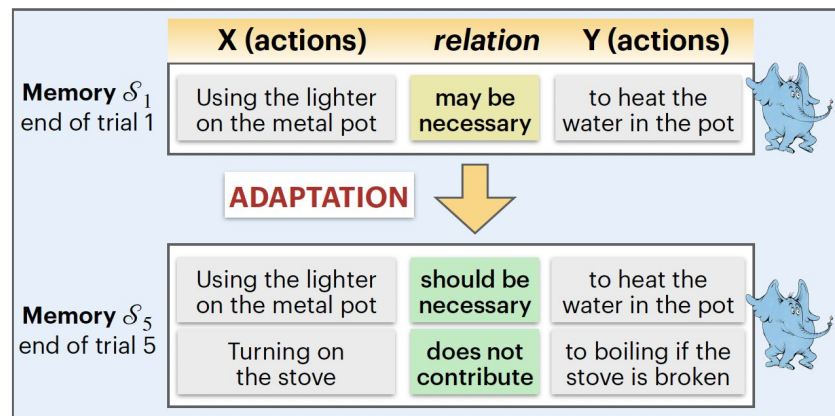 X (actions) relation Y (actions)
Memory 𝒮₁
end of trial 1
Using the lighter
on the metal pot
may be
necessary
to heat the
water in the pot
ADAPTATION
Memory 𝒮₅
end of trial 5
Using the lighter
on the metal pot
should be
necessary
to heat the
water in the pot
Turning on
the stove
does not
contribute
to boiling if the
stove is broken